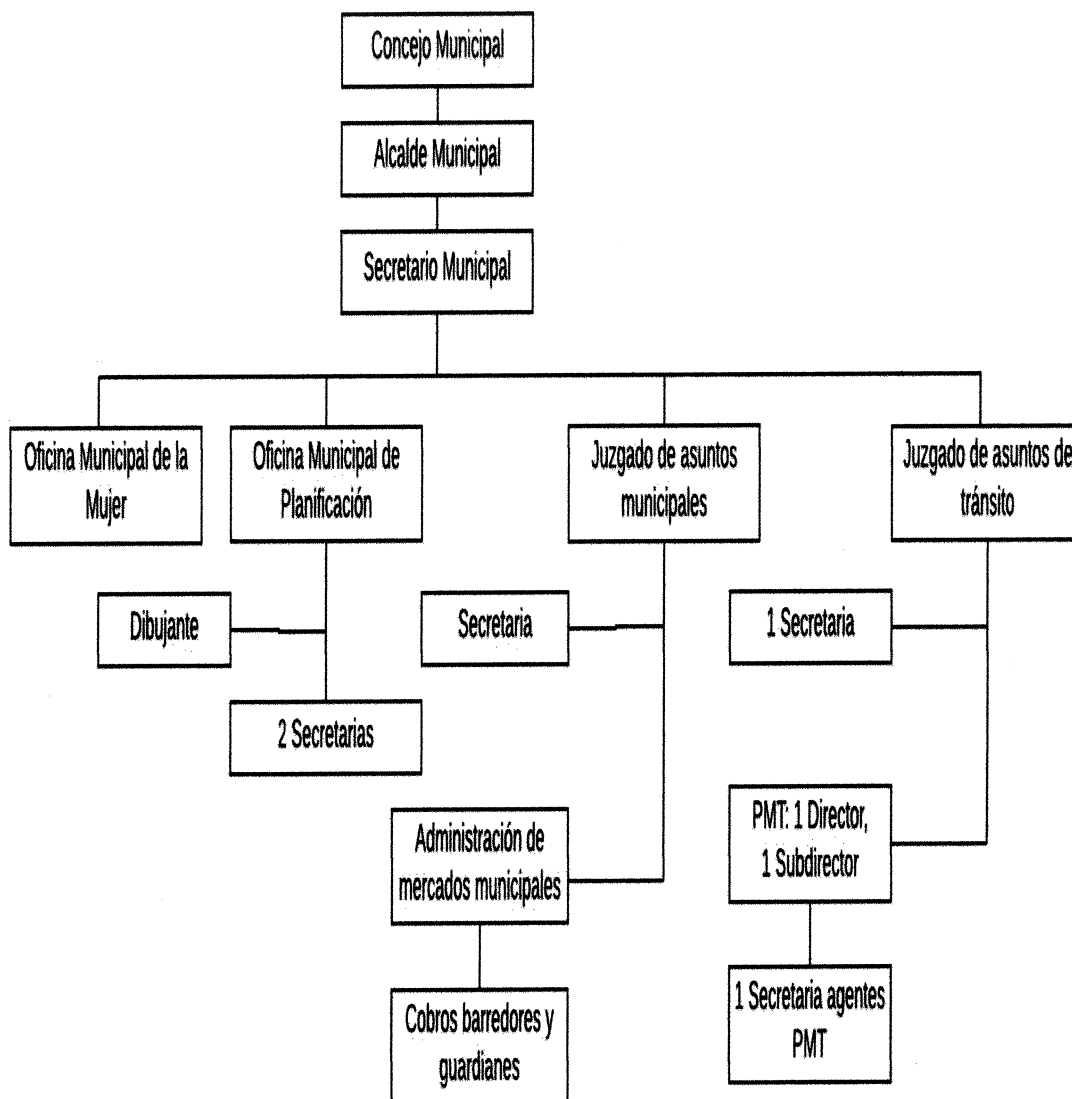 Concejo Municipal
Alcalde Municipal
Secretario Municipal
Oficina Municipal de la
Mujer
Oficina Municipal de
Planificación
Juzgado de asuntos
municipales
Juzgado de asuntos de
tránsito
Dibujante
Secretaria
1 Secretaria
2 Secretarias
Administración de
mercados municipales
PMT: 1 Director,
1 Subdirector
Cobros barredores y
guardianes
1 Secretaria agentes
PMT